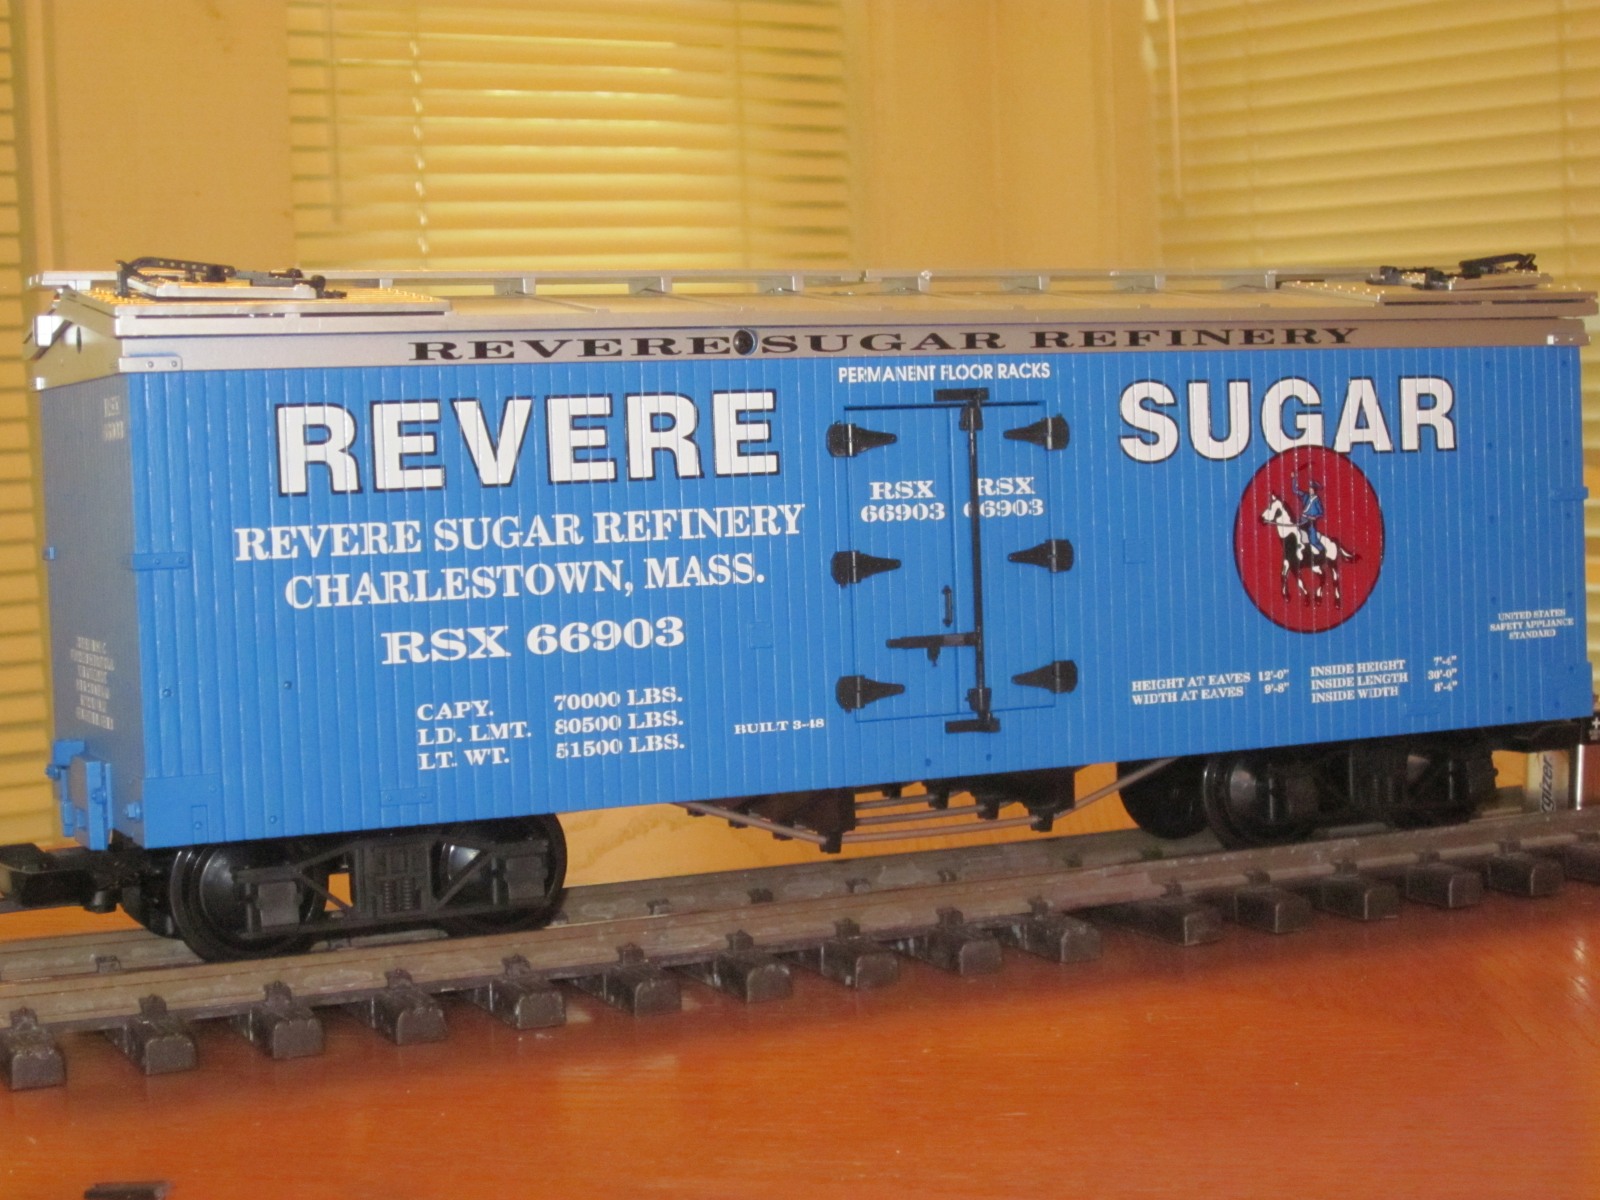 REVERE SUGAR REFINERY
PERMANENT FLOOR RACKS
REVERE SUGAR
REVERE SUGAR REFINERY
CHARLESTOWN, MASS.
RSX 66903
CAPY. 70000 LBS.
LD. LMT. 80500 LBS.
LT. WT. 51500 LBS.
BUILT 3-48
RSX RSX
66903 66903
HEIGHT AT EAVES 12'-0"
WIDTH AT EAVES 9'-8"
INSIDE HEIGHT 7'-4"
INSIDE LENGTH 30'-0"
INSIDE WIDTH 8'-4"
UNITED STATES
SAFETY APPLIANCE
STANDARD